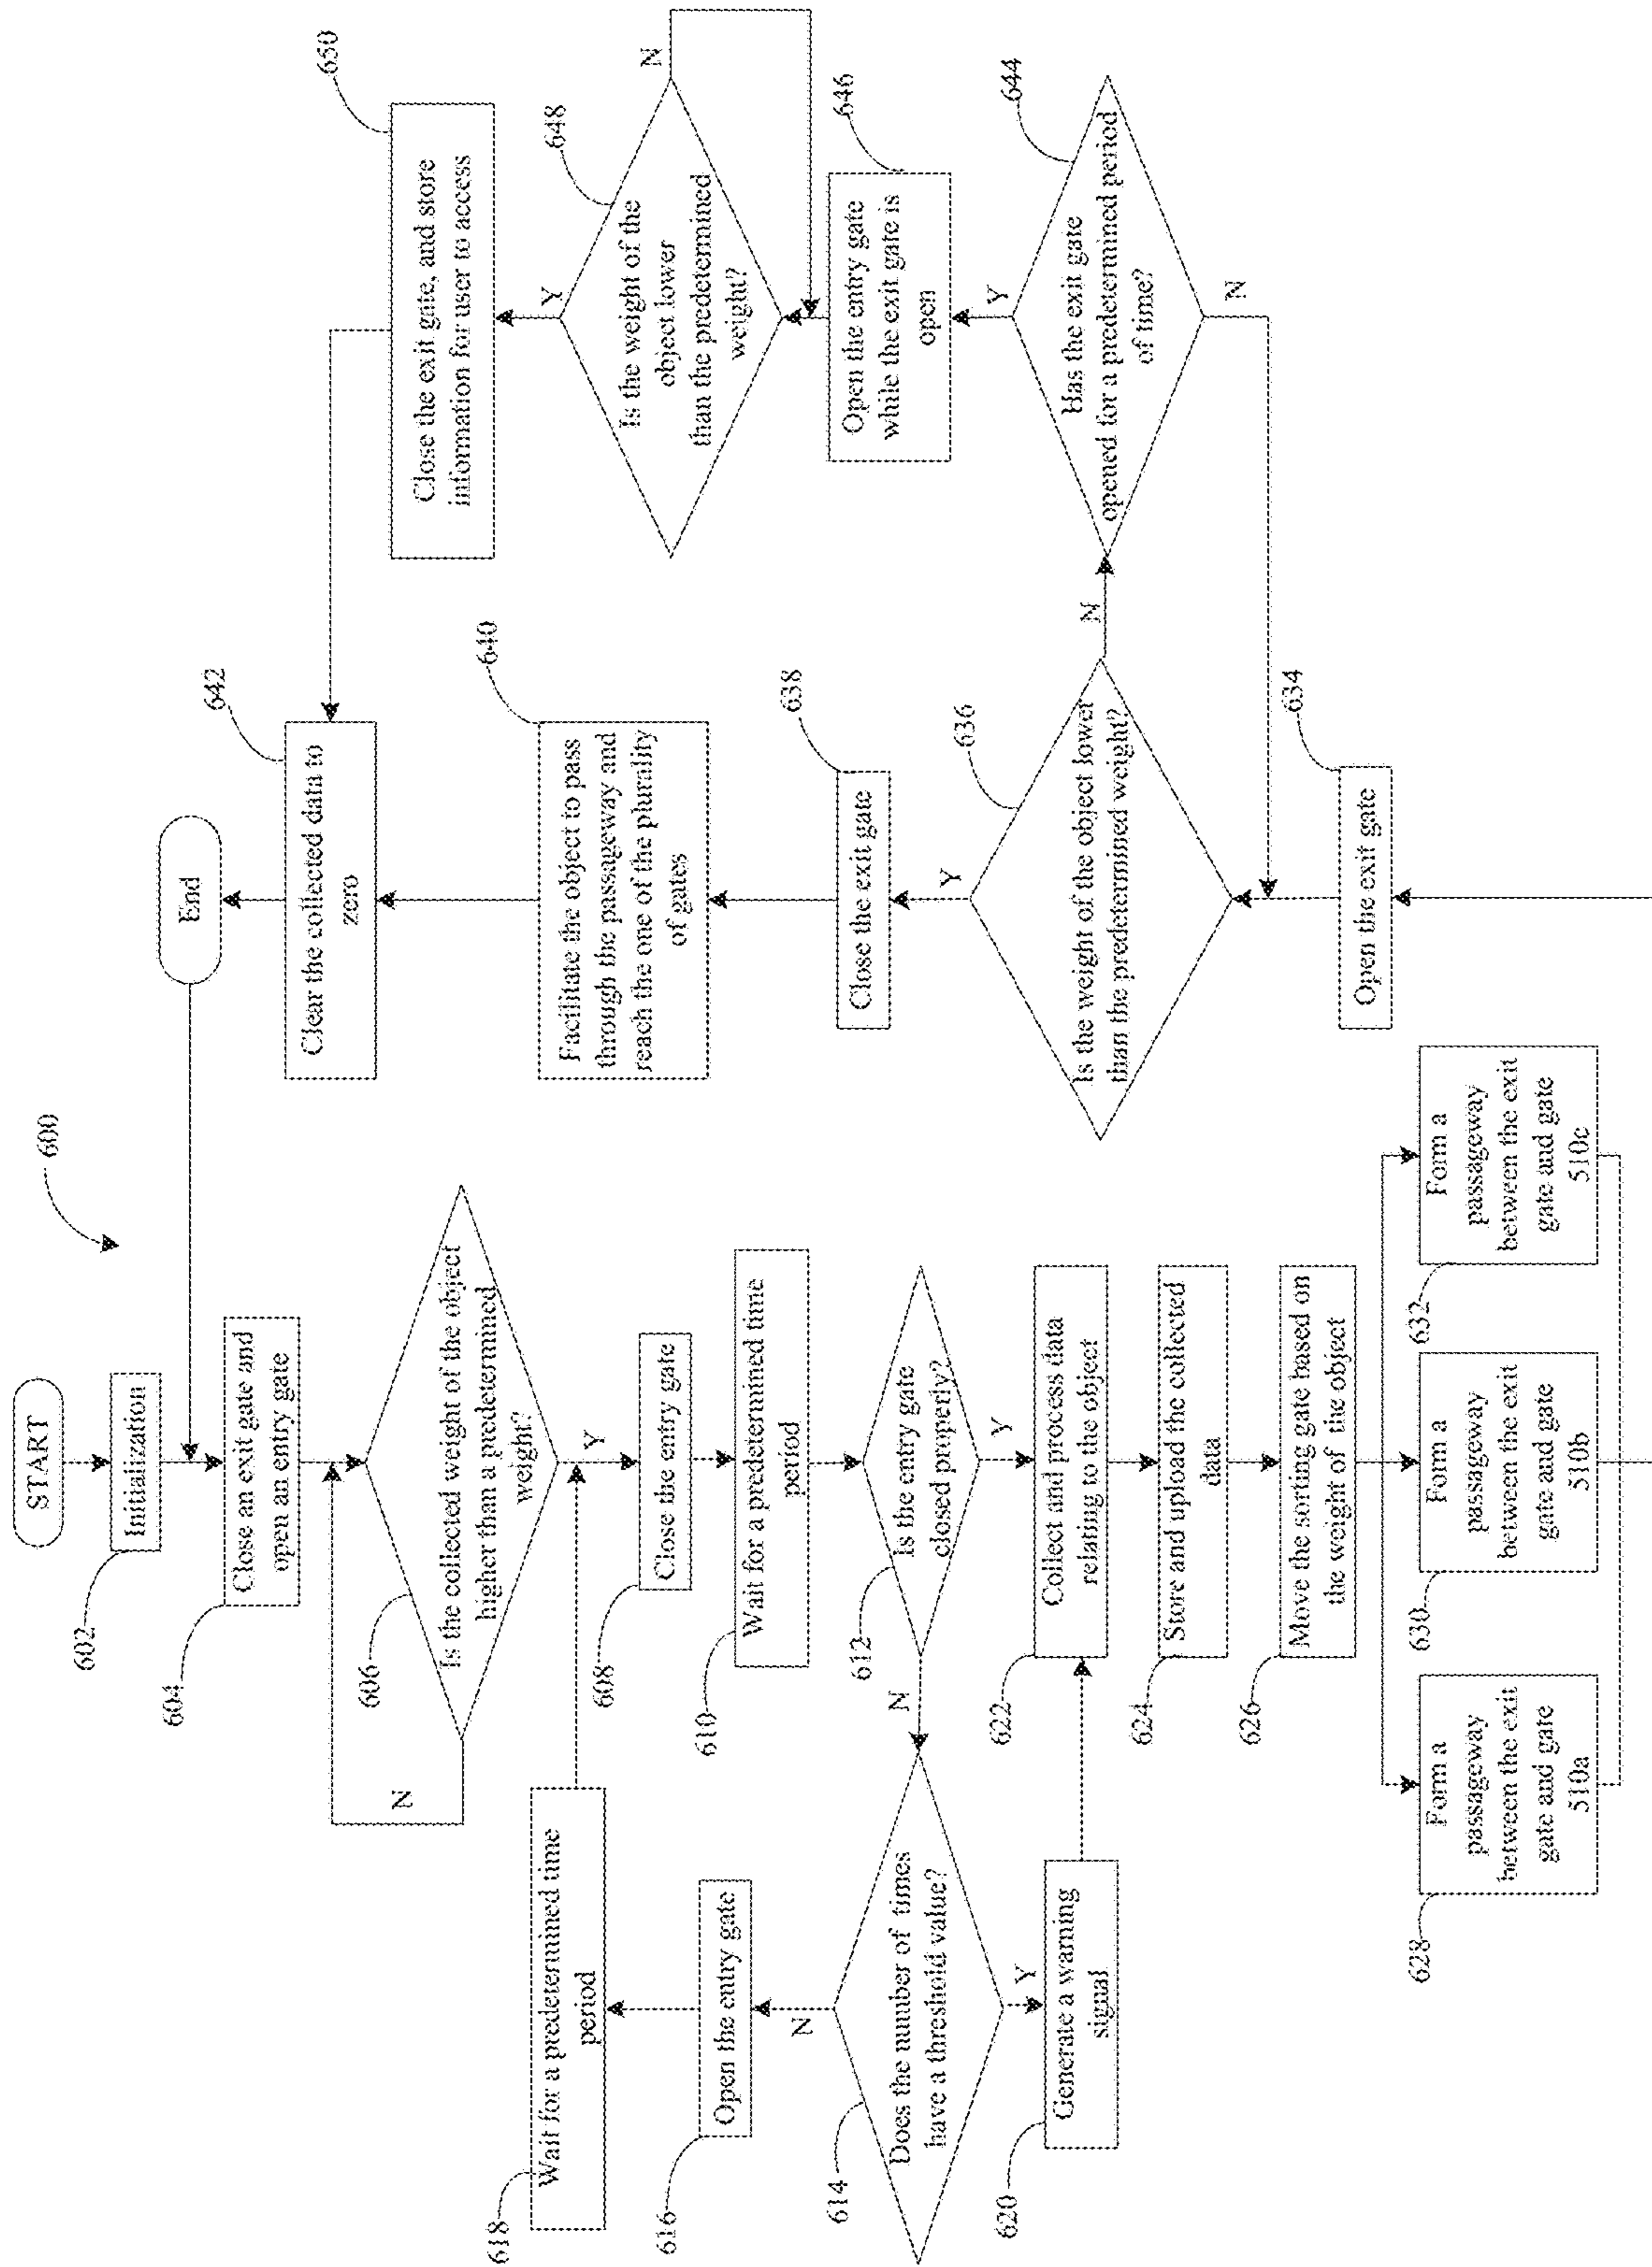 600
START
602
Initialization
604
Close an exit gate and
open an entry gate
606
Is the collected weight of the object
higher than a predetermined
weight?
N
Y
618
Wait for a predetermined time
period
608
Close the entry gate
616
Open the entry gate
610
Wait for a predetermined time
period
N
614
Does the number of times
have a threshold value?
Y
N
612
Is the entry gate
closed properly?
Y
620
Generate a warning
signal
622
Collect and process data
relating to the object
624
Store and upload the collected
data
626
Move the sorting gate based on
the weight of the object
628
Form a
passageway
between the exit
gate and gate
510a
630
Form a
passageway
between the exit
gate and gate
510b
632
Form a
passageway
between the exit
gate and gate
510c
End
642
Clear the collected data to
zero
640
Facilitate the object to pass
through the passageway and
reach the one of the plurality
of gates
638
Close the exit gate
Y
636
Is the weight of the object lower
than the predetermined weight?
N
634
Open the exit gate
650
Close the exit gate, and store
information for user to access
Y
648
Is the weight of the
object lower
than the predetermined
weight?
N
646
Open the entry gate
while the exit gate is
open
Y
644
Has the exit gate
opened for a predetermined period
of time?
N